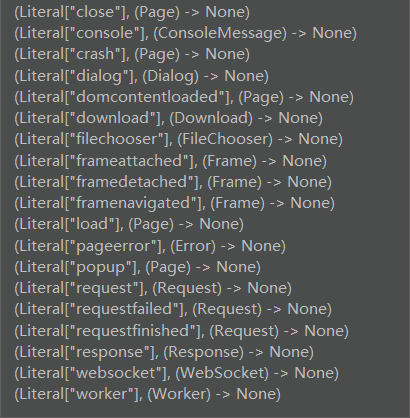 (Literal["close"], (Page) -> None)
(Literal["console"], (ConsoleMessage) -> None)
(Literal["crash"], (Page) -> None)
(Literal["dialog"], (Dialog) -> None)
(Literal["domcontentloaded"], (Page) -> None)
(Literal["download"], (Download) -> None)
(Literal["filechooser"], (FileChooser) -> None)
(Literal["frameattached"], (Frame) -> None)
(Literal["framedetached"], (Frame) -> None)
(Literal["framenavigated"], (Frame) -> None)
(Literal["load"], (Page) -> None)
(Literal["pageerror"], (Error) -> None)
(Literal["popup"], (Page) -> None)
(Literal["request"], (Request) -> None)
(Literal["requestfailed"], (Request) -> None)
(Literal["requestfinished"], (Request) -> None)
(Literal["response"], (Response) -> None)
(Literal["websocket"], (WebSocket) -> None)
(Literal["worker"], (Worker) -> None)